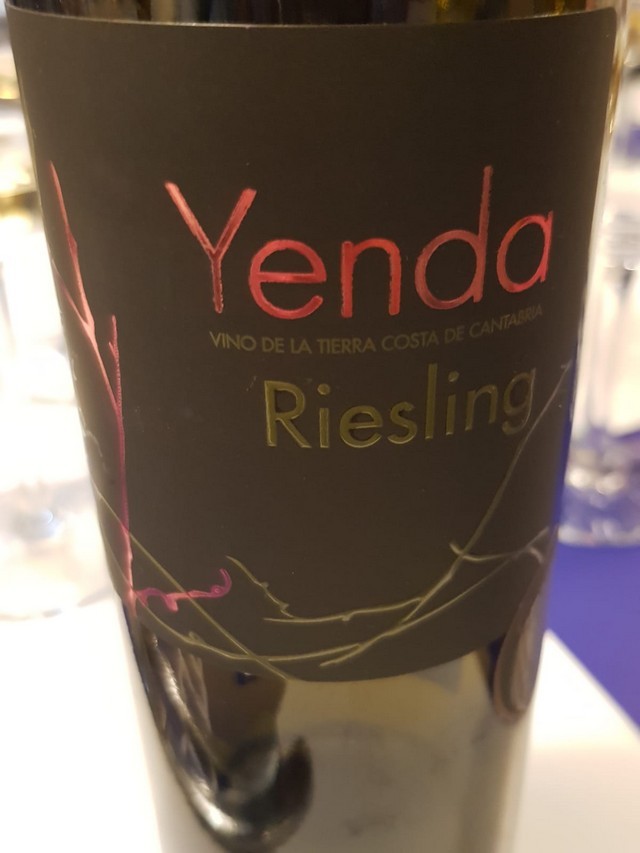 Yenda
VINO DE LA TIERRA COSTA DE CANTABRIA
Riesling